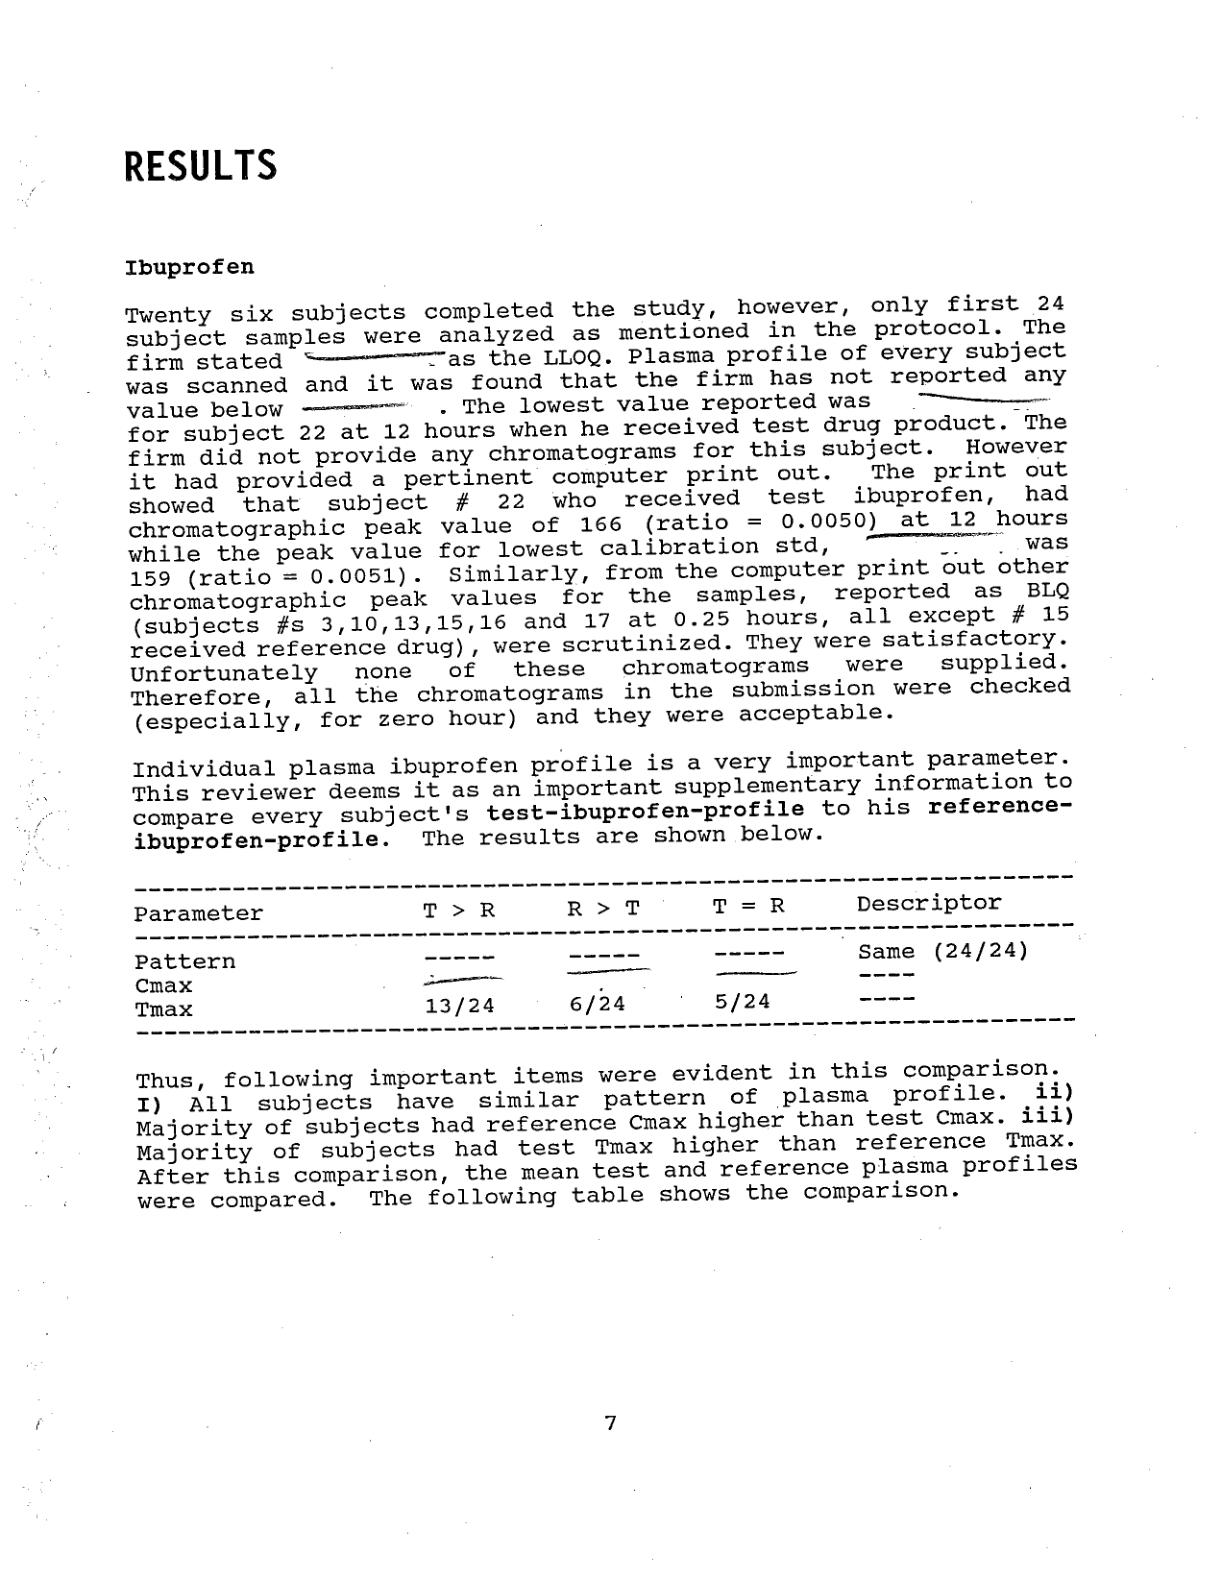 RESULTS
Ibuprofen
Twenty six subjects completed the study, however, only first 24
subject samples were analyzed as mentioned in the protocol. The
firm stated as the LLOQ. Plasma profile of every subject
was scanned and it was found that the firm has not reported any
value below . The lowest value reported was
for subject 22 at 12 hours when he received test drug product. The
firm did not provide any chromatograms for this subject. However
it had provided a pertinent computer print out. The print out
showed that subject # 22 who received test ibuprofen, had
chromatographic peak value of 166 (ratio = 0.0050) at 12 hours
while the peak value for lowest calibration std, was
159 (ratio = 0.0051). Similarly, from the computer print out other
chromatographic peak values for the samples, reported as BLQ
(subjects #s 3,10,13,15,16 and 17 at 0.25 hours, all except # 15
received reference drug), were scrutinized. They were satisfactory.
Unfortunately none of these chromatograms were supplied.
Therefore, all the chromatograms in the submission were checked
(especially, for zero hour) and they were acceptable.
Individual plasma ibuprofen profile is a very important parameter.
This reviewer deems it as an important supplementary information to
compare every subject's test-ibuprofen-profile to his reference-
ibuprofen-profile. The results are shown below.
Parameter T > R R > T T = R Descriptor
Pattern ----- ----- ----- Same (24/24)
Cmax ----
Tmax 13/24 6/24 5/24 ----
Thus, following important items were evident in this comparison.
I) All subjects have similar pattern of plasma profile. ii)
Majority of subjects had reference Cmax higher than test Cmax. iii)
Majority of subjects had test Tmax higher than reference Tmax.
After this comparison, the mean test and reference plasma profiles
were compared. The following table shows the comparison.
7